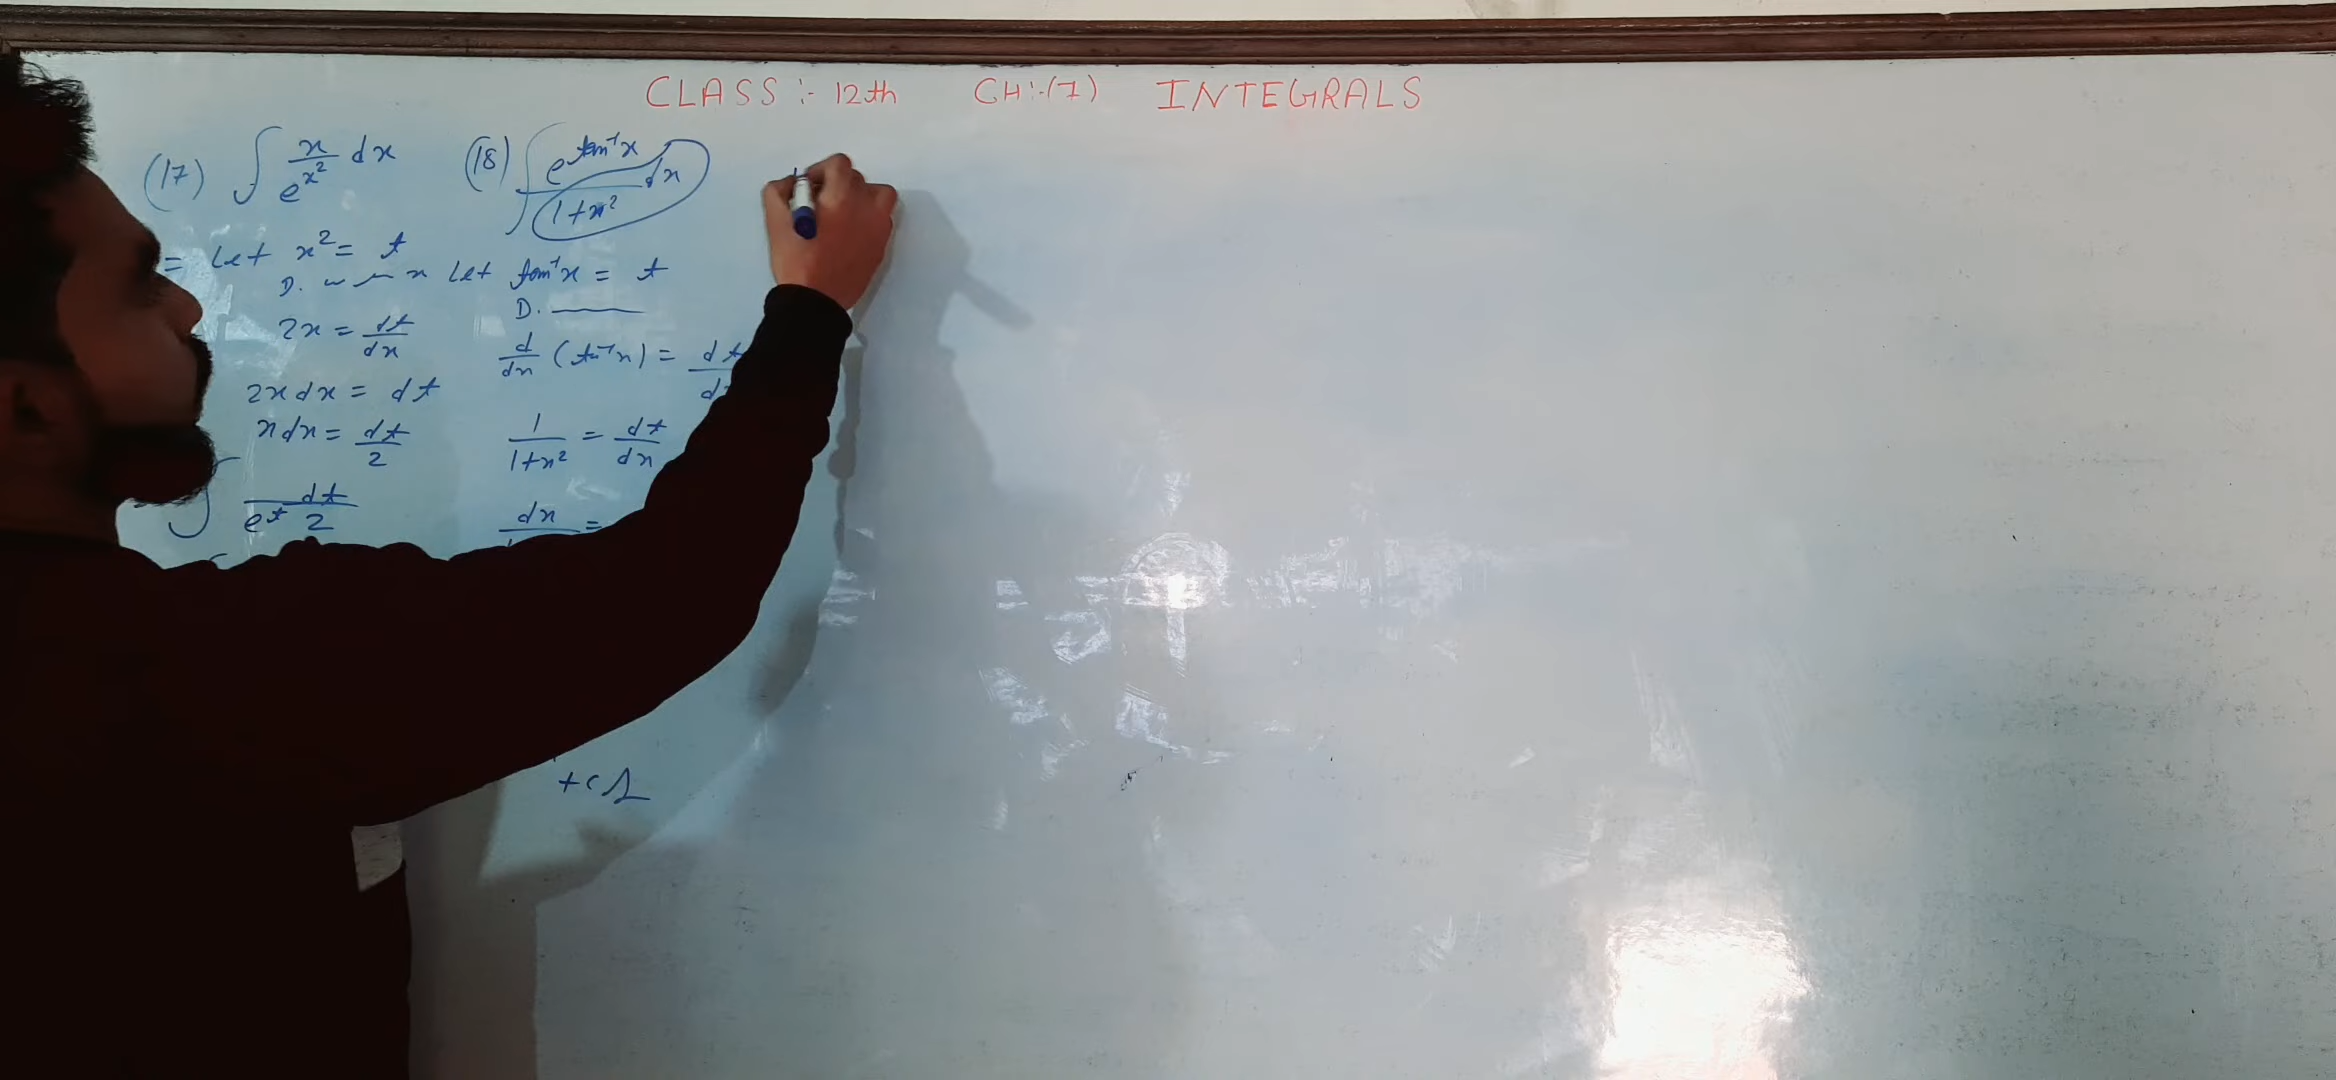 CLASS :- 12th CH:-(7) INTEGRALS
(17) ∫ x/e^x² dx
= Let x² = t
D. w x
2x = dt/dx
2x dx = dt
x dx = dt/2
∫ dt/e^t 2
(18) ∫ e^tan⁻¹x/1+x² dx
Let tan⁻¹x = t
D.
d/dx (tan⁻¹x) = dt
1/1+x² = dt/dx
dx =
+c